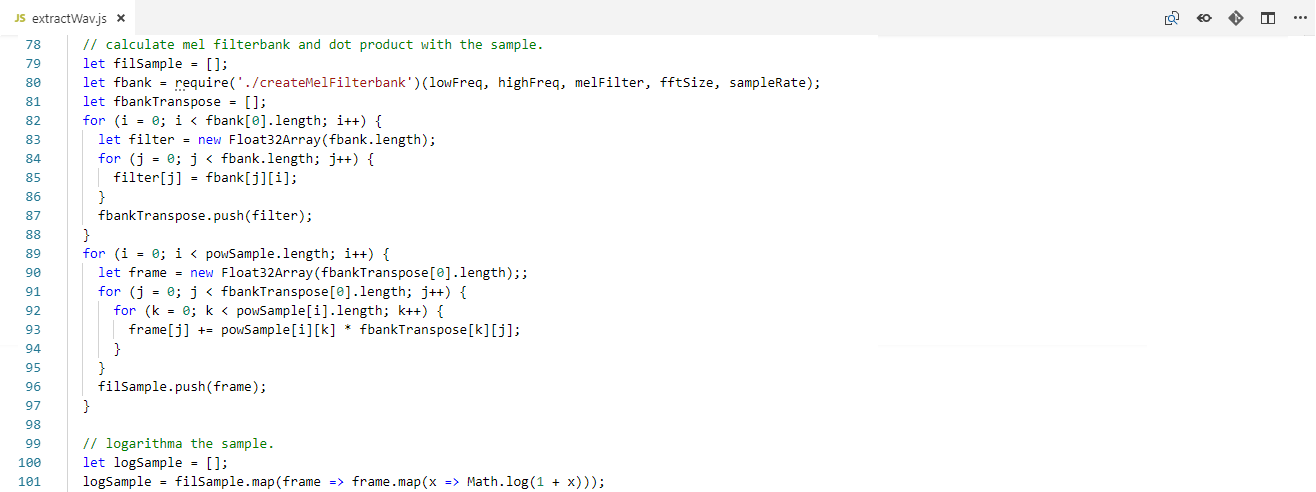 JS extractWav.js ×
78 // calculate mel filterbank and dot product with the sample.
79 let filSample = [];
80 let fbank = require('./createMelFilterbank')(lowFreq, highFreq, melFilter, fftSize, sampleRate);
81 let fbankTranspose = [];
82 for (i = 0; i < fbank[0].length; i++) {
83 let filter = new Float32Array(fbank.length);
84 for (j = 0; j < fbank.length; j++) {
85 filter[j] = fbank[j][i];
86 }
87 fbankTranspose.push(filter);
88 }
89 for (i = 0; i < powSample.length; i++) {
90 let frame = new Float32Array(fbankTranspose[0].length);;
91 for (j = 0; j < fbankTranspose[0].length; j++) {
92 for (k = 0; k < powSample[i].length; k++) {
93 frame[j] += powSample[i][k] * fbankTranspose[k][j];
94 }
95 }
96 filSample.push(frame);
97 }
98
99 // logarithma the sample.
100 let logSample = [];
101 logSample = filSample.map(frame => frame.map(x => Math.log(1 + x)));